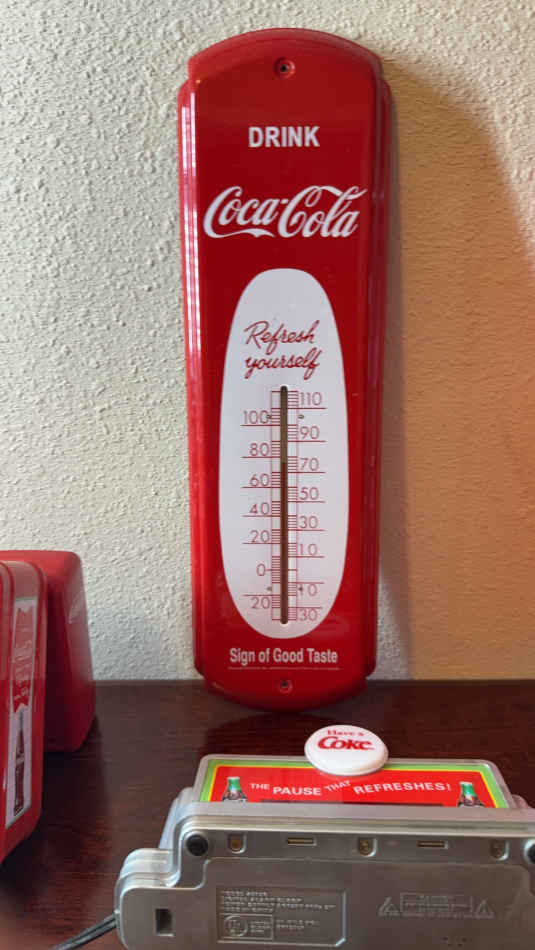 DRINK
Coca-Cola
Refresh
yourself
110
100
90
80
70
60
50
40
30
20
10
0
10
20
30
Sign of Good Taste
Have a
Coke
THE PAUSE THAT REFRESHES!